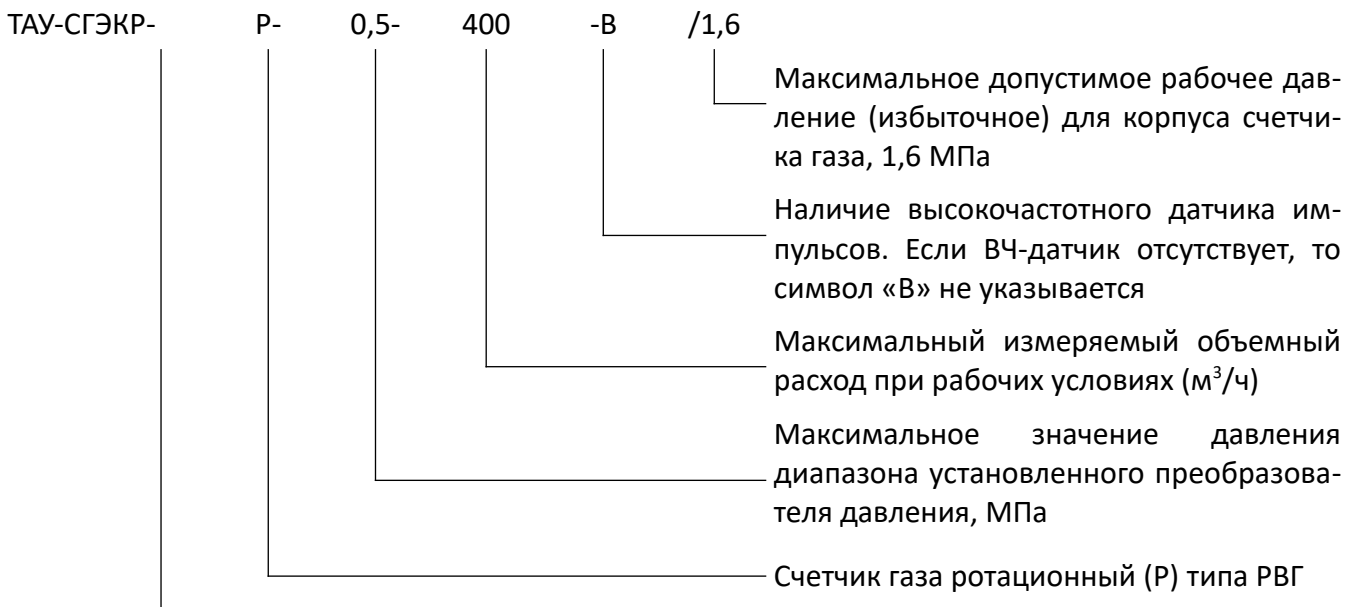 ТАУ-СГЭКР- Р- 0,5- 400 -В /1,6
Максимальное допустимое рабочее дав-
ление (избыточное) для корпуса счетчи-
ка газа, 1,6 МПа
Наличие высокочастотного датчика им-
пульсов. Если ВЧ-датчик отсутствует, то
символ «В» не указывается
Максимальный измеряемый объемный
расход при рабочих условиях (м³/ч)
Максимальное значение давления
диапазона установленного преобразова-
теля давления, МПа
Счетчик газа ротационный (Р) типа РВГ